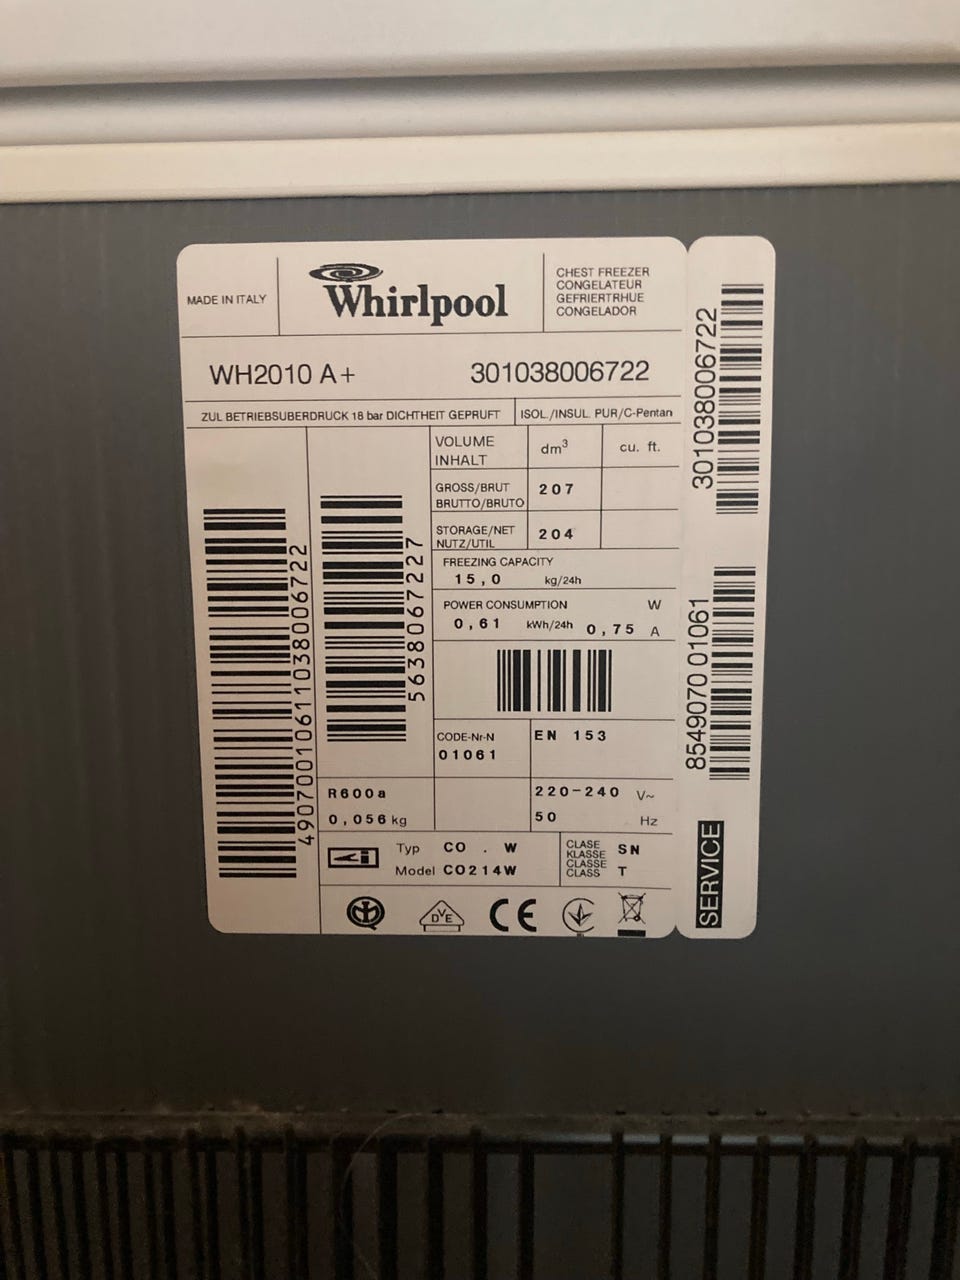 MADE IN ITALY
Whirlpool
CHEST FREEZER
CONGELATEUR
GEFRIERTRHUE
CONGELADOR
WH2010 A+
301038006722
ZUL BETRIEBSUBERDRUCK 18 bar DICHTHEIT GEPRUFT
ISOL./INSUL. PUR/C-Pentan
49070010611038006722
5638067227
VOLUME
INHALT
dm³
cu. ft.
GROSS/BRUT
BRUTTO/BRUTO
207
STORAGE/NET
NUTZ/UTIL
204
FREEZING CAPACITY
15,0 kg/24h
POWER CONSUMPTION W
0,61 kWh/24h 0,75 A
CODE-Nr-N
01061
EN 153
R600a
0,056 kg
220-240 V~
50 Hz
Typ CO . W
Model CO214W
CLASE
KLASSE
CLASSE
CLASS
SN
T
DVE
CE
301038006722
8549070 01061
SERVICE